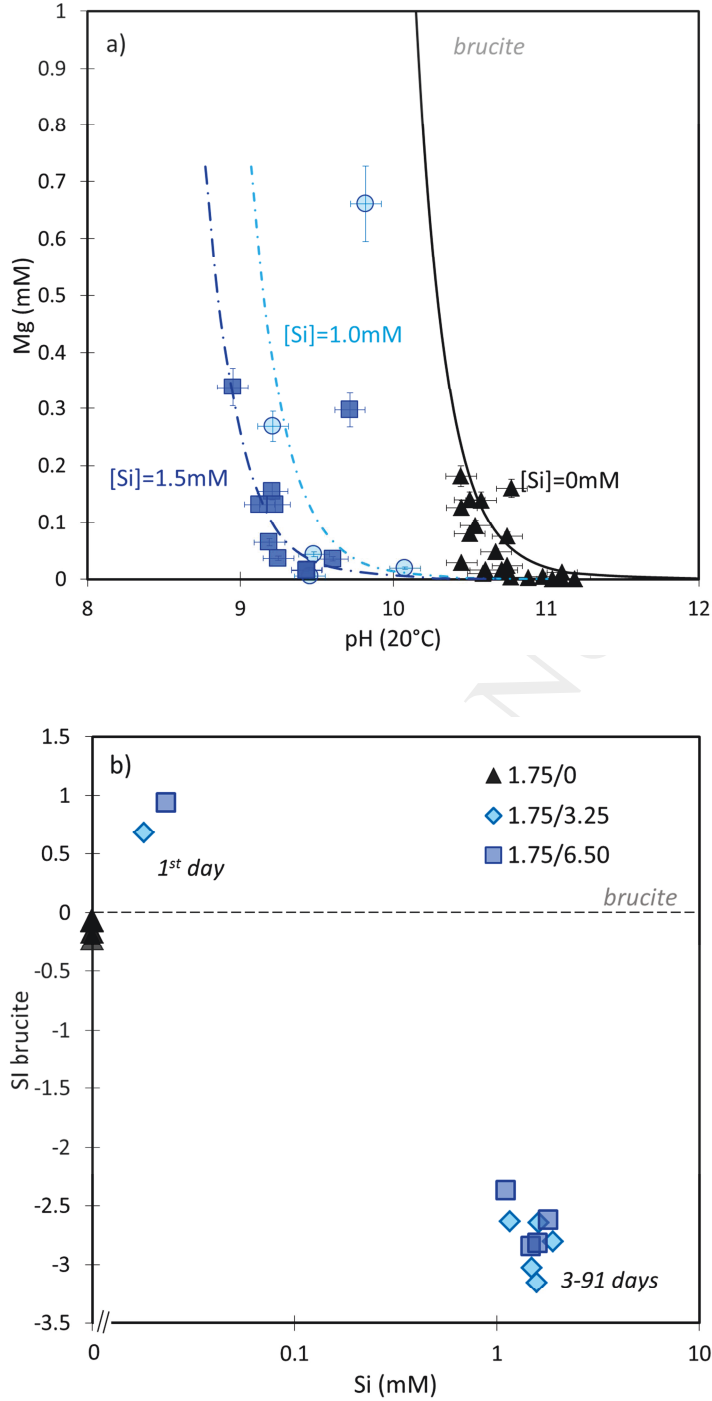 a)
brucite
1
0.9
0.8
0.7
0.6
0.5
0.4
0.3
0.2
0.1
0
Mg (mM)
[Si]=1.0mM
[Si]=1.5mM
[Si]=0mM
8 9 10 11 12
pH (20°C)
b)
1.5
1
0.5
0
-0.5
-1
-1.5
-2
-2.5
-3
-3.5
SI brucite
1.75/0
1.75/3.25
1.75/6.50
1st day
brucite
3-91 days
0 // 0.1 1 10
Si (mM)